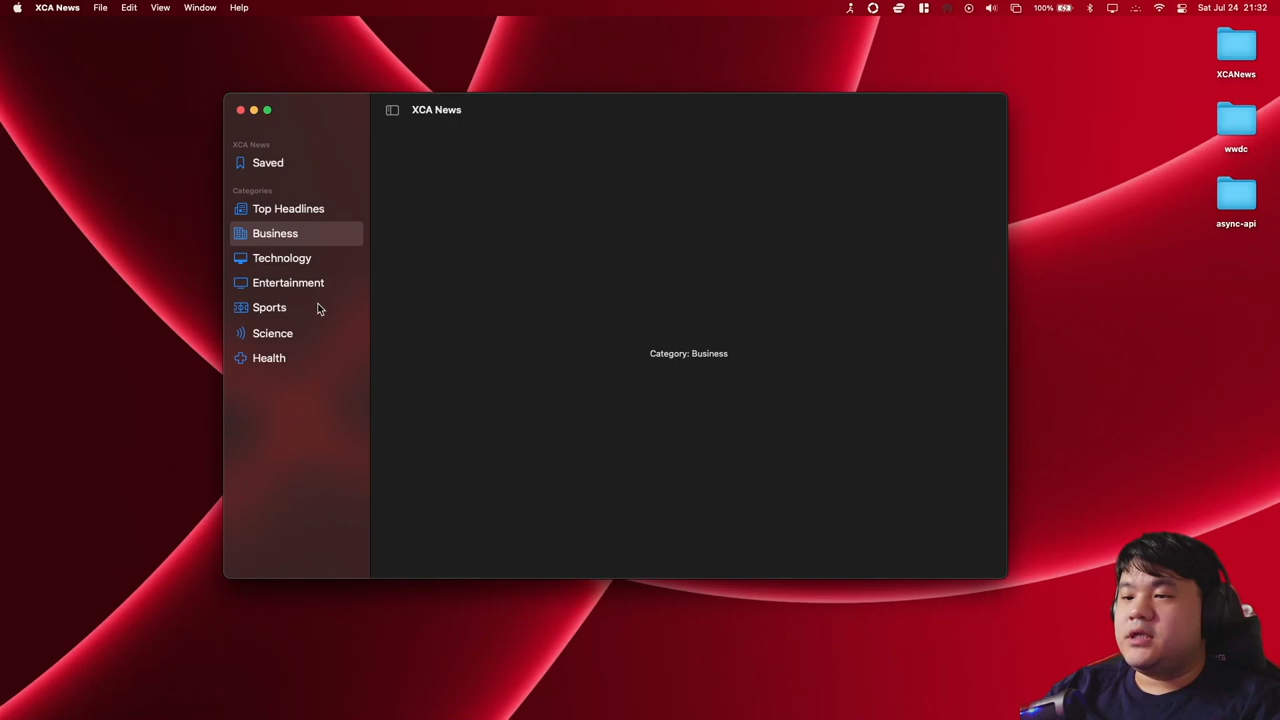 XCA News File Edit View Window Help
100% Sat Jul 24 21:32
XCA News
XCA News
Saved
Categories
Top Headlines
Business
Technology
Entertainment
Sports
Science
Health
Category: Business
XCANews
wwdc
async-api